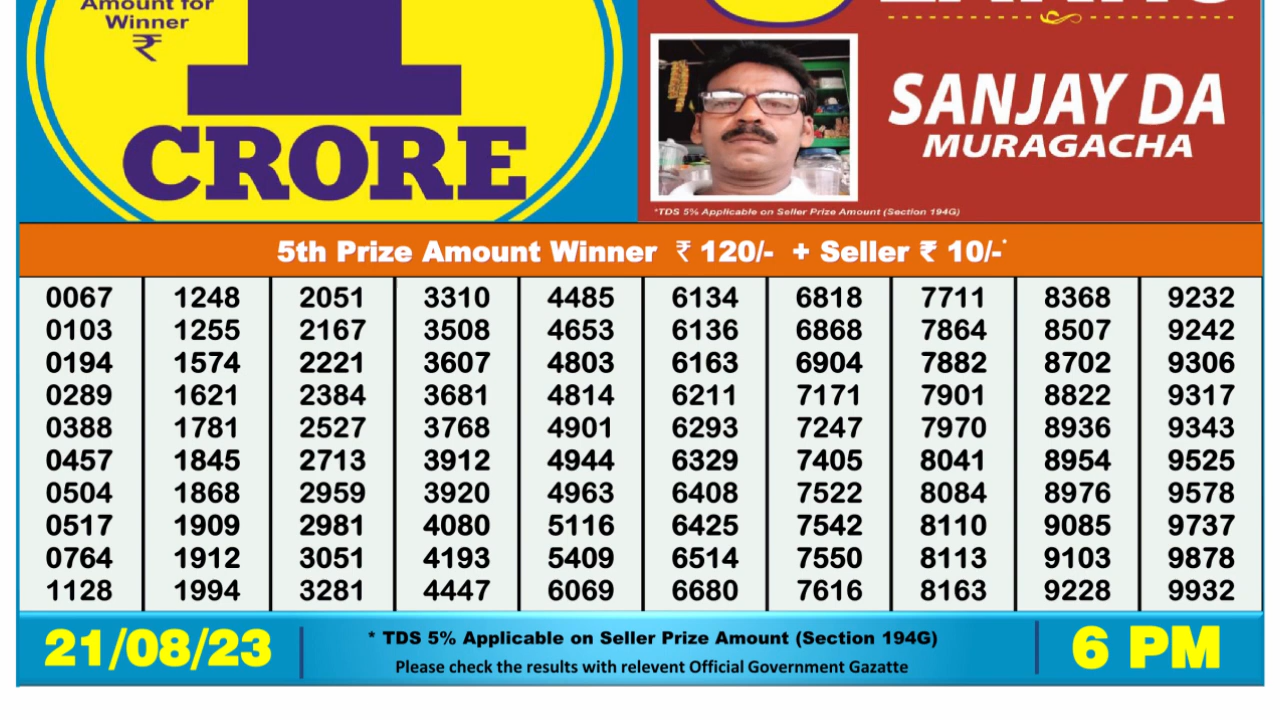 Amount for
Winner
₹
1
CRORE
SANJAY DA
MURAGACHA
*TDS 5% Applicable on Seller Prize Amount (Section 194G)
5th Prize Amount Winner ₹ 120/- + Seller ₹ 10/-*
0067 1248 2051 3310 4485 6134 6818 7711 8368 9232
0103 1255 2167 3508 4653 6136 6868 7864 8507 9242
0194 1574 2221 3607 4803 6163 6904 7882 8702 9306
0289 1621 2384 3681 4814 6211 7171 7901 8822 9317
0388 1781 2527 3768 4901 6293 7247 7970 8936 9343
0457 1845 2713 3912 4944 6329 7405 8041 8954 9525
0504 1868 2959 3920 4963 6408 7522 8084 8976 9578
0517 1909 2981 4080 5116 6425 7542 8110 9085 9737
0764 1912 3051 4193 5409 6514 7550 8113 9103 9878
1128 1994 3281 4447 6069 6680 7616 8163 9228 9932
21/08/23
* TDS 5% Applicable on Seller Prize Amount (Section 194G)
Please check the results with relevent Official Government Gazatte
6 PM